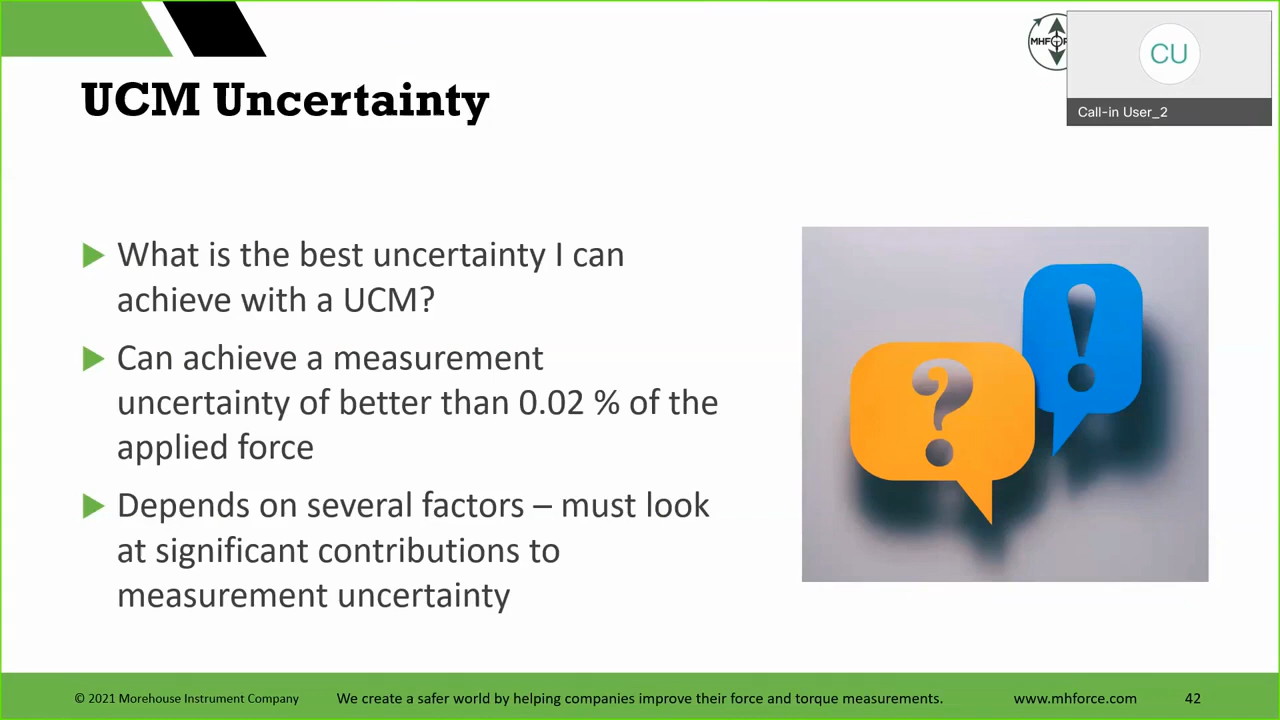 MHF
CU
Call-in User_2
UCM Uncertainty
What is the best uncertainty I can
achieve with a UCM?
Can achieve a measurement
uncertainty of better than 0.02 % of the
applied force
Depends on several factors – must look
at significant contributions to
measurement uncertainty
?
!
© 2021 Morehouse Instrument Company
We create a safer world by helping companies improve their force and torque measurements.
www.mhforce.com
42